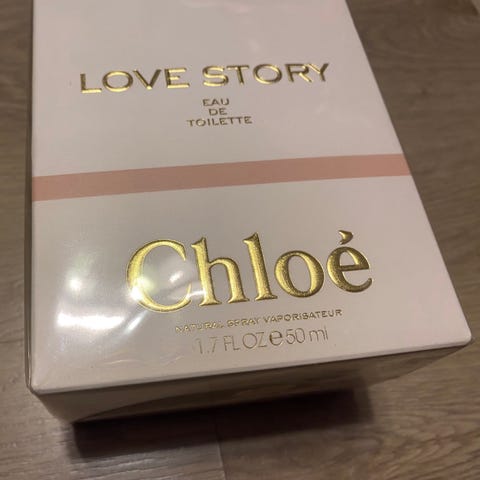 LOVE STORY
EAU
DE
TOILETTE
Chloé
NATURAL SPRAY VAPORISATEUR
1.7 FL OZ e 50 ml